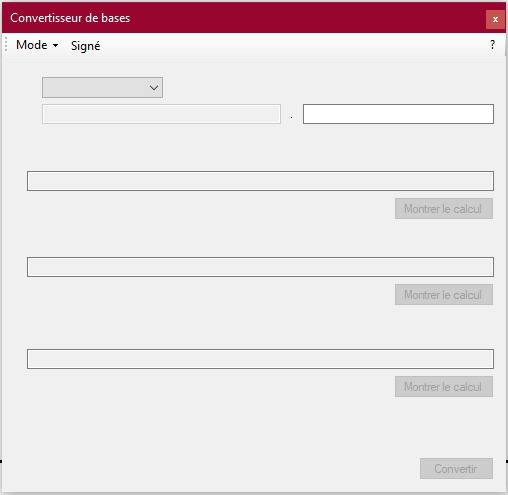 Convertisseur de bases x
Mode Signé ?
.
Montrer le calcul
Montrer le calcul
Montrer le calcul
Convertir